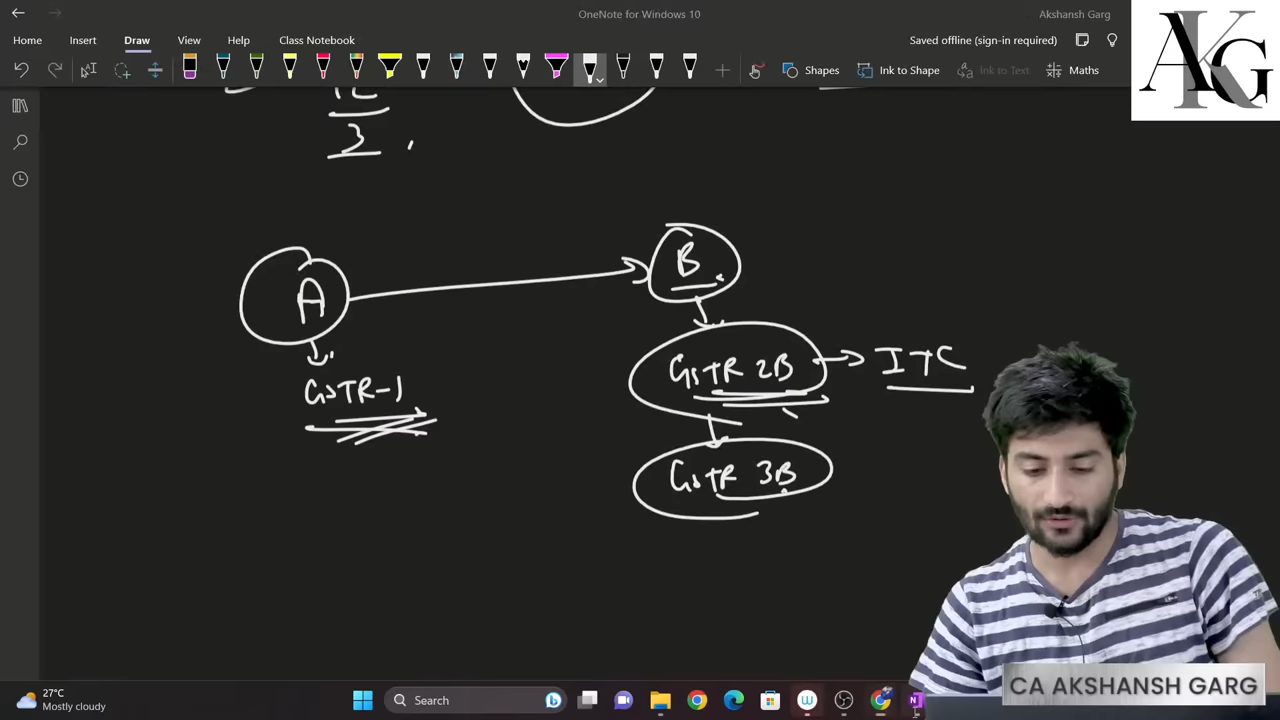 OneNote for Windows 10
Akshansh Garg
Home Insert Draw View Help Class Notebook
Saved offline (sign-in required)
Shapes Ink to Shape Ink to Text Maths
AKG
3
A
B
GSTR-1
GSTR 2B
ITC
GSTR 3B
CA AKSHANSH GARG
27°C
Mostly cloudy
Search